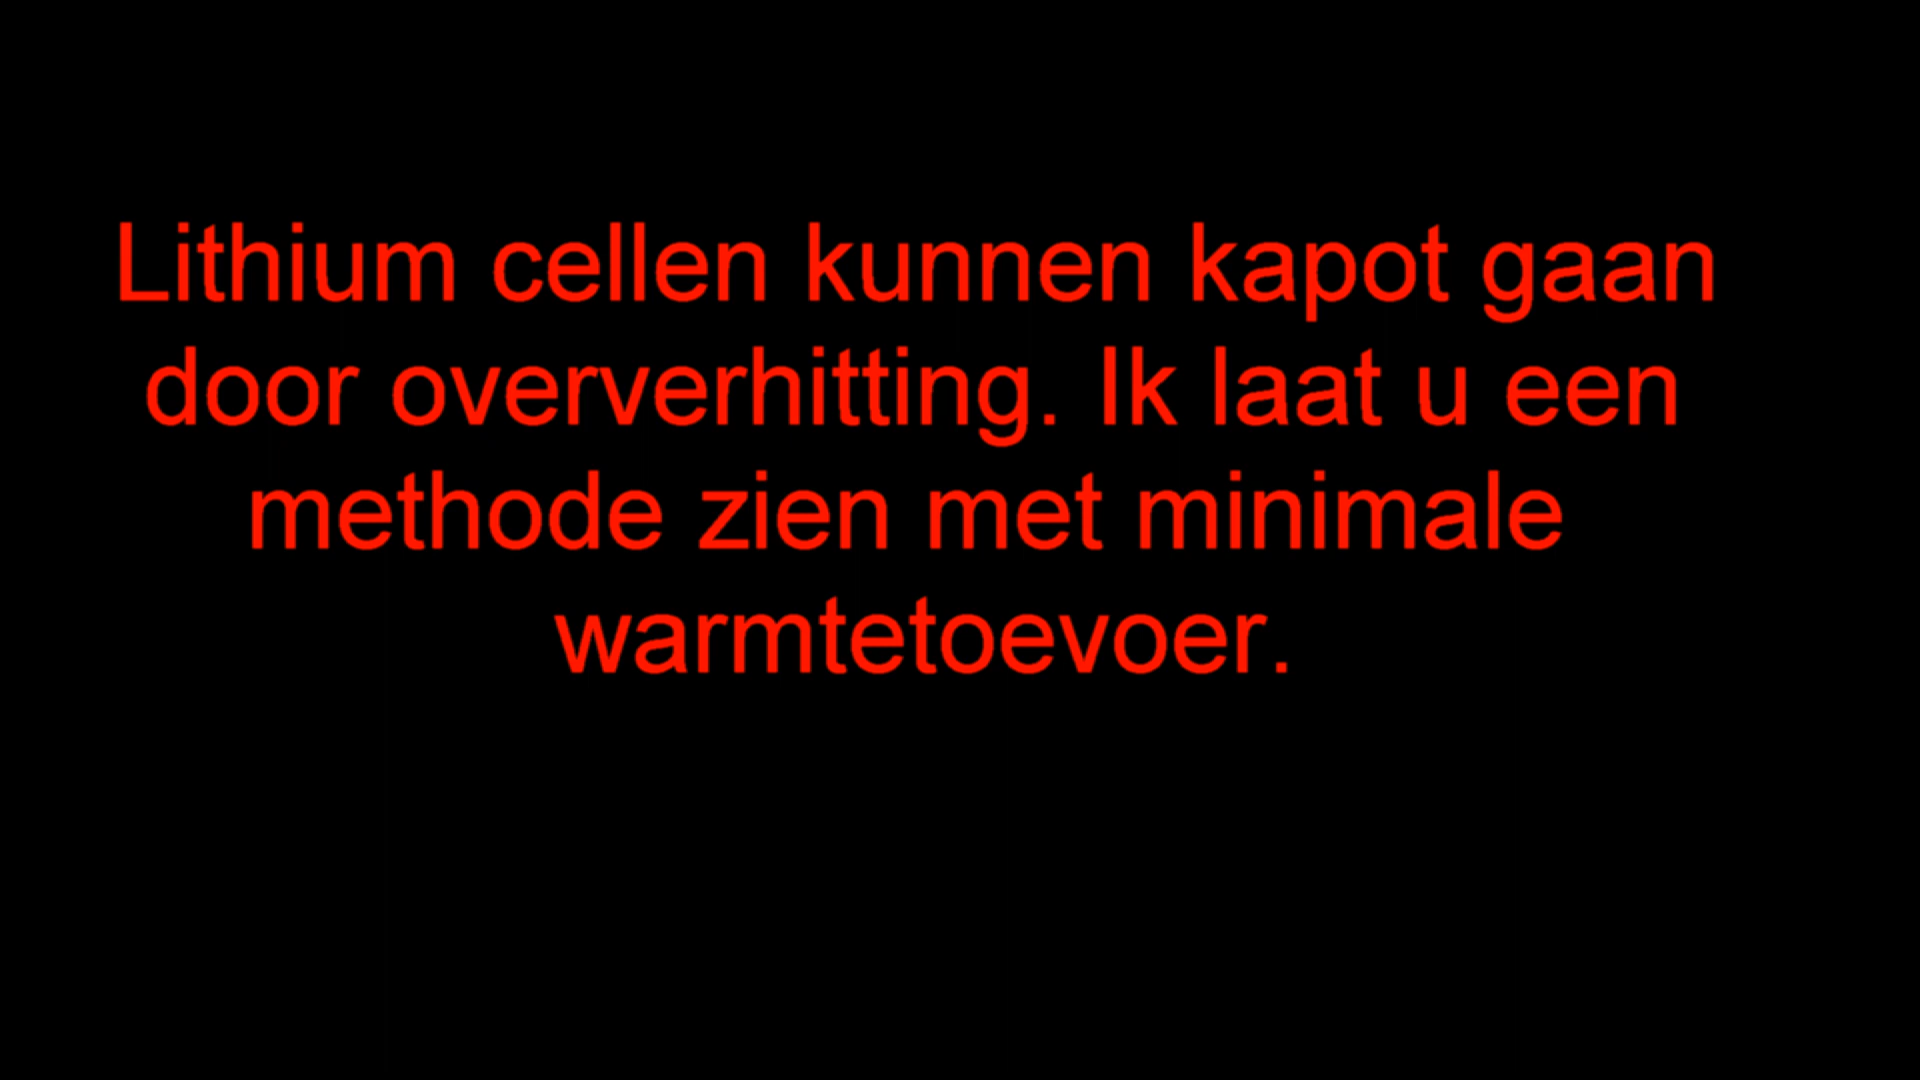 Lithium cellen kunnen kapot gaan
door oververhitting. Ik laat u een
methode zien met minimale
warmtetoevoer.